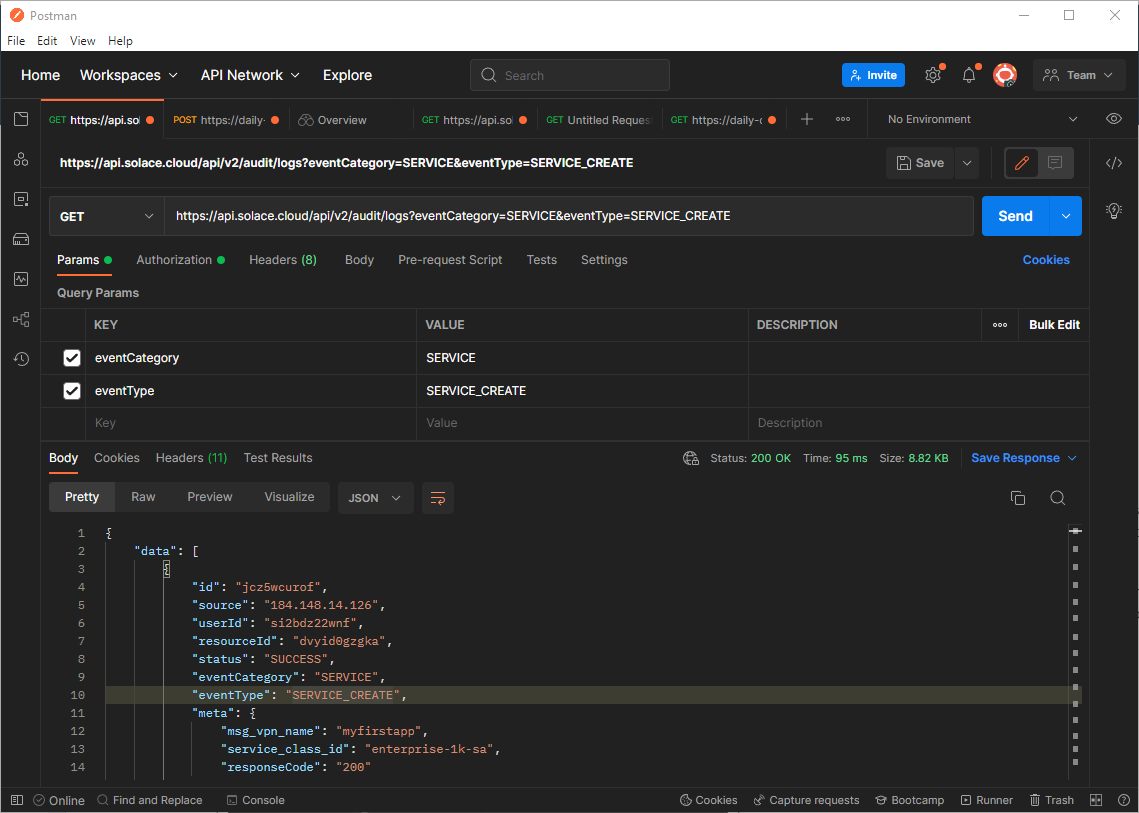 Postman
File Edit View Help
Home Workspaces API Network Explore Search Invite Team
GET https://api.sol POST https://daily- Overview GET https://api.sol GET Untitled Reques GET https://daily-c No Environment
https://api.solace.cloud/api/v2/audit/logs?eventCategory=SERVICE&eventType=SERVICE_CREATE Save
GET https://api.solace.cloud/api/v2/audit/logs?eventCategory=SERVICE&eventType=SERVICE_CREATE Send
Params Authorization Headers (8) Body Pre-request Script Tests Settings Cookies
Query Params
KEY VALUE DESCRIPTION Bulk Edit
eventCategory SERVICE
eventType SERVICE_CREATE
Key Value Description
Body Cookies Headers (11) Test Results Status: 200 OK Time: 95 ms Size: 8.82 KB Save Response
Pretty Raw Preview Visualize JSON
1 {
2 "data": [
3 {
4 "id": "jcz5wcurof",
5 "source": "184.148.14.126",
6 "userId": "si2bdz22wnf",
7 "resourceId": "dvyid0gzgka",
8 "status": "SUCCESS",
9 "eventCategory": "SERVICE",
10 "eventType": "SERVICE_CREATE",
11 "meta": {
12 "msg_vpn_name": "myfirstapp",
13 "service_class_id": "enterprise-1k-sa",
14 "responseCode": "200"
Online Find and Replace Console Cookies Capture requests Bootcamp Runner Trash